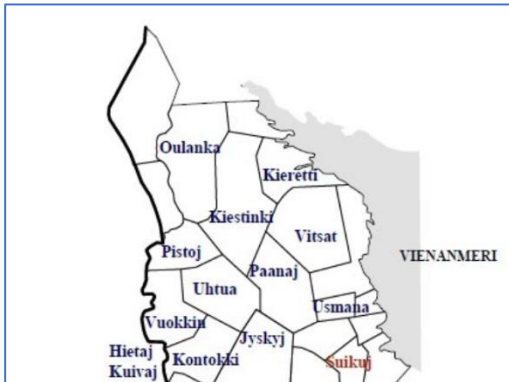 Oulanka
Kieretti
Kiestinki
Vitsat
Pistoj
VIENANMERI
Paanaj
Uhtua
Usmana
Vuokkin
Jyskyj
Hietaj
Kontokki
Suikuj
Kuivaj